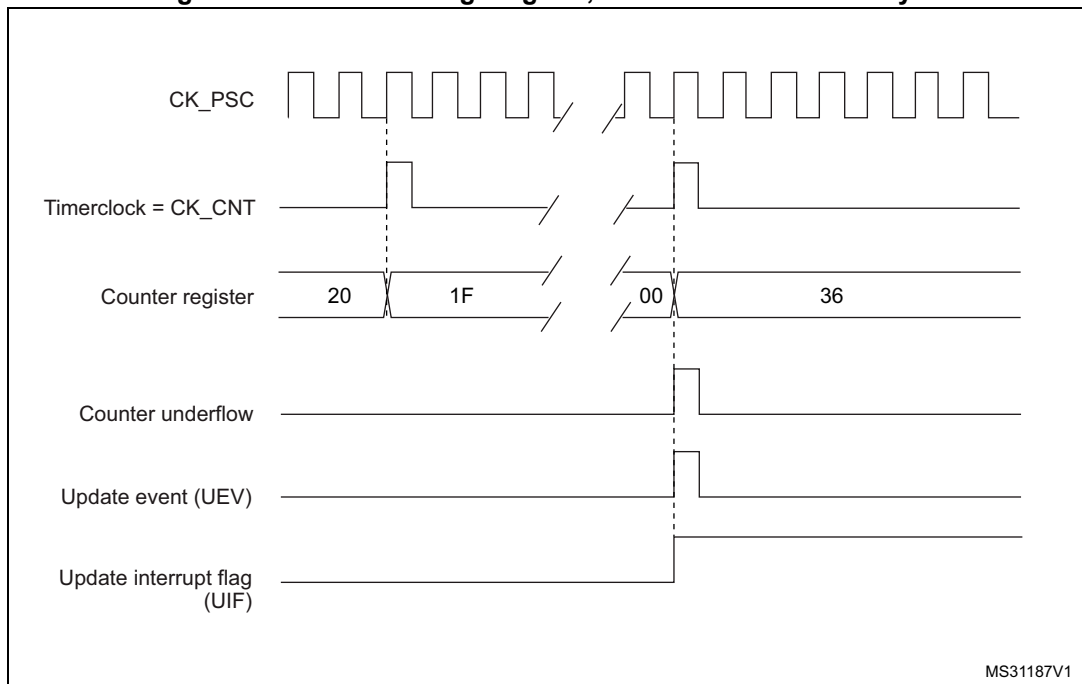 CK_PSC
Timerclock = CK_CNT
Counter register 20 1F 00 36
Counter underflow
Update event (UEV)
Update interrupt flag
(UIF)
MS31187V1